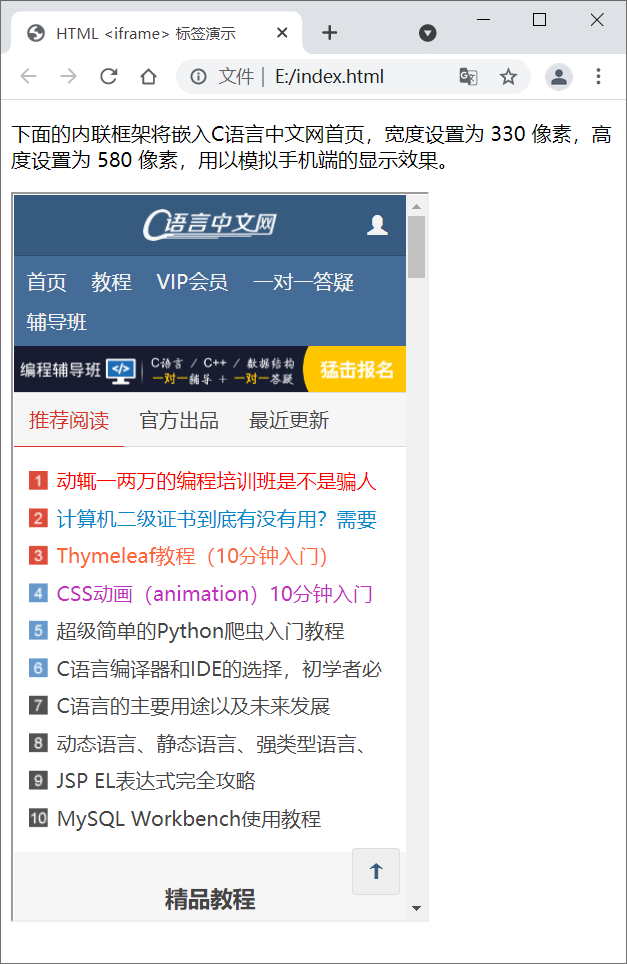 HTML <iframe> 标签演示
文件 | E:/index.html
下面的内联框架将嵌入C语言中文网首页，宽度设置为 330 像素，高
度设置为 580 像素，用以模拟手机端的显示效果。
C语言中文网
首页 教程 VIP会员 一对一答疑
辅导班
编程辅导班 </> C语言 / C++ / 数据结构 猛击报名
一对一辅导 + 一对一答疑
推荐阅读 官方出品 最近更新
1 动辄一两万的编程培训班是不是骗人
2 计算机二级证书到底有没有用？需要
3 Thymeleaf教程（10分钟入门）
4 CSS动画（animation）10分钟入门
5 超级简单的Python爬虫入门教程
6 C语言编译器和IDE的选择，初学者必
7 C语言的主要用途以及未来发展
8 动态语言、静态语言、强类型语言、
9 JSP EL表达式完全攻略
10 MySQL Workbench使用教程
精品教程